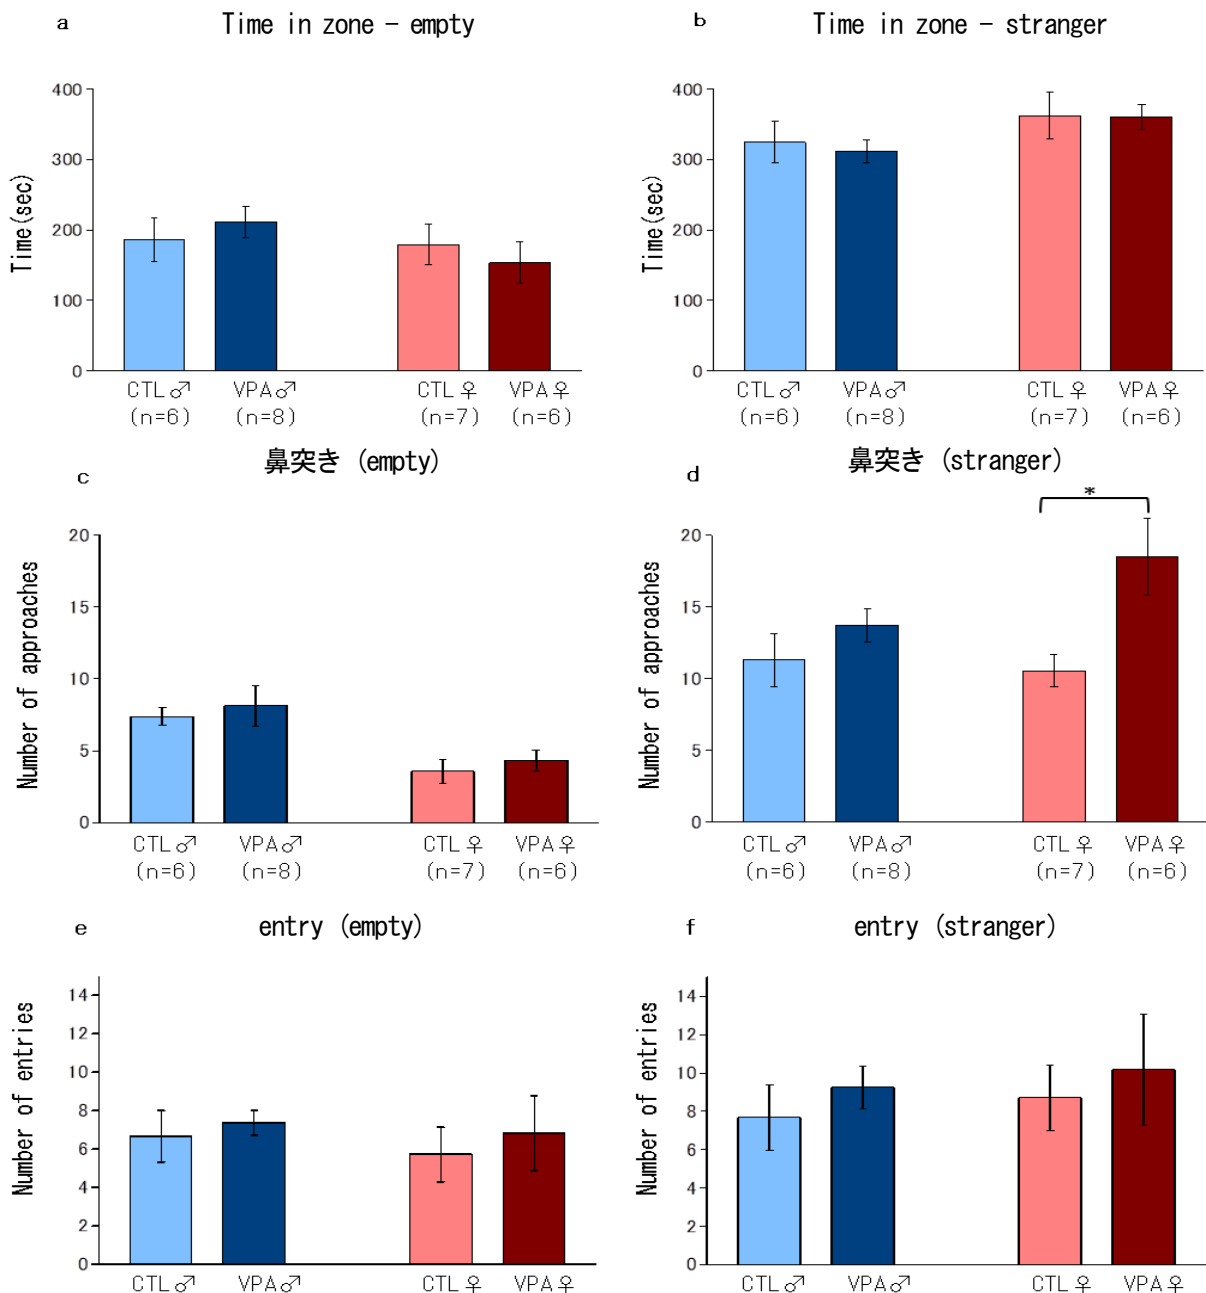 a Time in zone - empty
400
300
200
100
0
Time(sec)
CTL♂ VPA♂ CTL♀ VPA♀
(n=6) (n=8) (n=7) (n=6)
b Time in zone - stranger
400
300
200
100
0
Time(sec)
CTL♂ VPA♂ CTL♀ VPA♀
(n=6) (n=8) (n=7) (n=6)
c 鼻突き (empty)
20
15
10
5
0
Number of approaches
CTL♂ VPA♂ CTL♀ VPA♀
(n=6) (n=8) (n=7) (n=6)
d 鼻突き (stranger)
*
20
15
10
5
0
Number of approaches
CTL♂ VPA♂ CTL♀ VPA♀
(n=6) (n=8) (n=7) (n=6)
e entry (empty)
14
12
10
8
6
4
2
0
Number of entries
CTL♂ VPA♂ CTL♀ VPA♀
f entry (stranger)
14
12
10
8
6
4
2
0
Number of entries
CTL♂ VPA♂ CTL♀ VPA♀